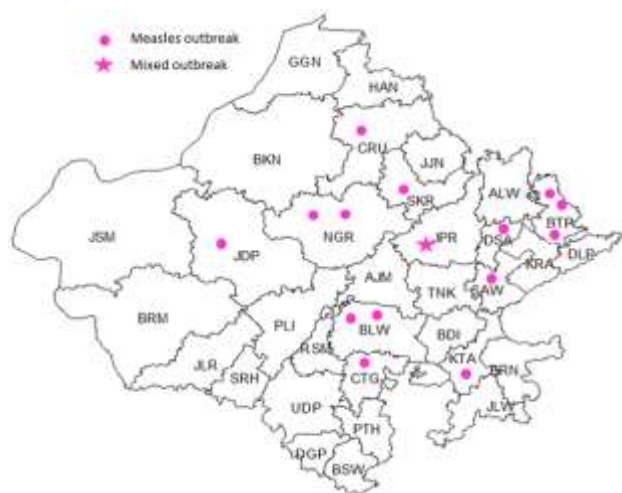 Measles outbreak
Mixed outbreak
GGN
HAN
CRU
BKN
JJN
SKR
ALW
BTP
JSM
NGR
JPR
DSA
DLP
JDP
KRA
AJM
SAW
TNK
BRM
PLI
BLW
BDI
RSM
JLR
CTG
KTA
BRN
SRH
JLW
UDP
PTH
DGP
BSW